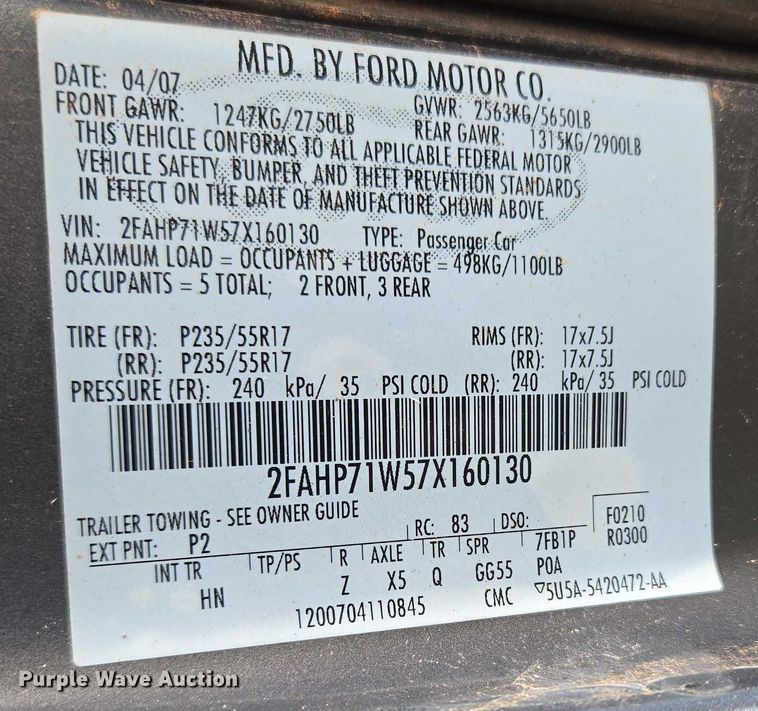 MFD. BY FORD MOTOR CO.
DATE: 04/07 GVWR: 2563KG/5650LB
FRONT GAWR: 1247KG/2750LB REAR GAWR: 1315KG/2900LB
THIS VEHICLE CONFORMS TO ALL APPLICABLE FEDERAL MOTOR
VEHICLE SAFETY, BUMPER, AND THEFT PREVENTION STANDARDS
IN EFFECT ON THE DATE OF MANUFACTURE SHOWN ABOVE.
VIN: 2FAHP71W57X160130 TYPE: Passenger Car
MAXIMUM LOAD = OCCUPANTS + LUGGAGE = 498KG/1100LB
OCCUPANTS = 5 TOTAL; 2 FRONT, 3 REAR
TIRE (FR): P235/55R17 RIMS (FR): 17x7.5J
(RR): P235/55R17 (RR): 17x7.5J
PRESSURE (FR): 240 kPa/ 35 PSI COLD (RR): 240 kPa/ 35 PSI COLD
2FAHP71W57X160130
TRAILER TOWING - SEE OWNER GUIDE
EXT PNT: P2 RC: 83 DSO: F0210
R0300
INT TR TP/PS R AXLE TR SPR 7FB1P
HN Z X5 Q GG55 POA
1200704110845 CMC ▽5U5A-5420472-AA
Purple Wave Auction